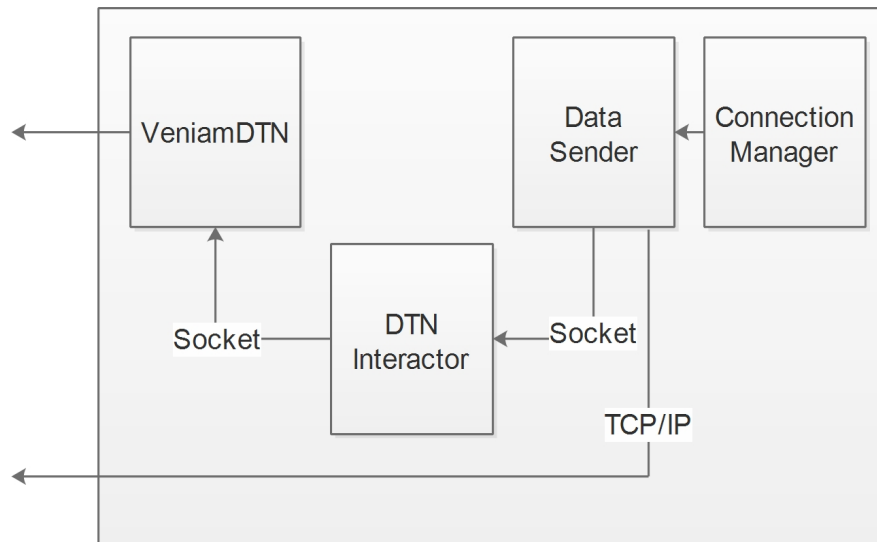 VeniamDTN
Data
Sender
Connection
Manager
DTN
Interactor
Socket
Socket
TCP/IP